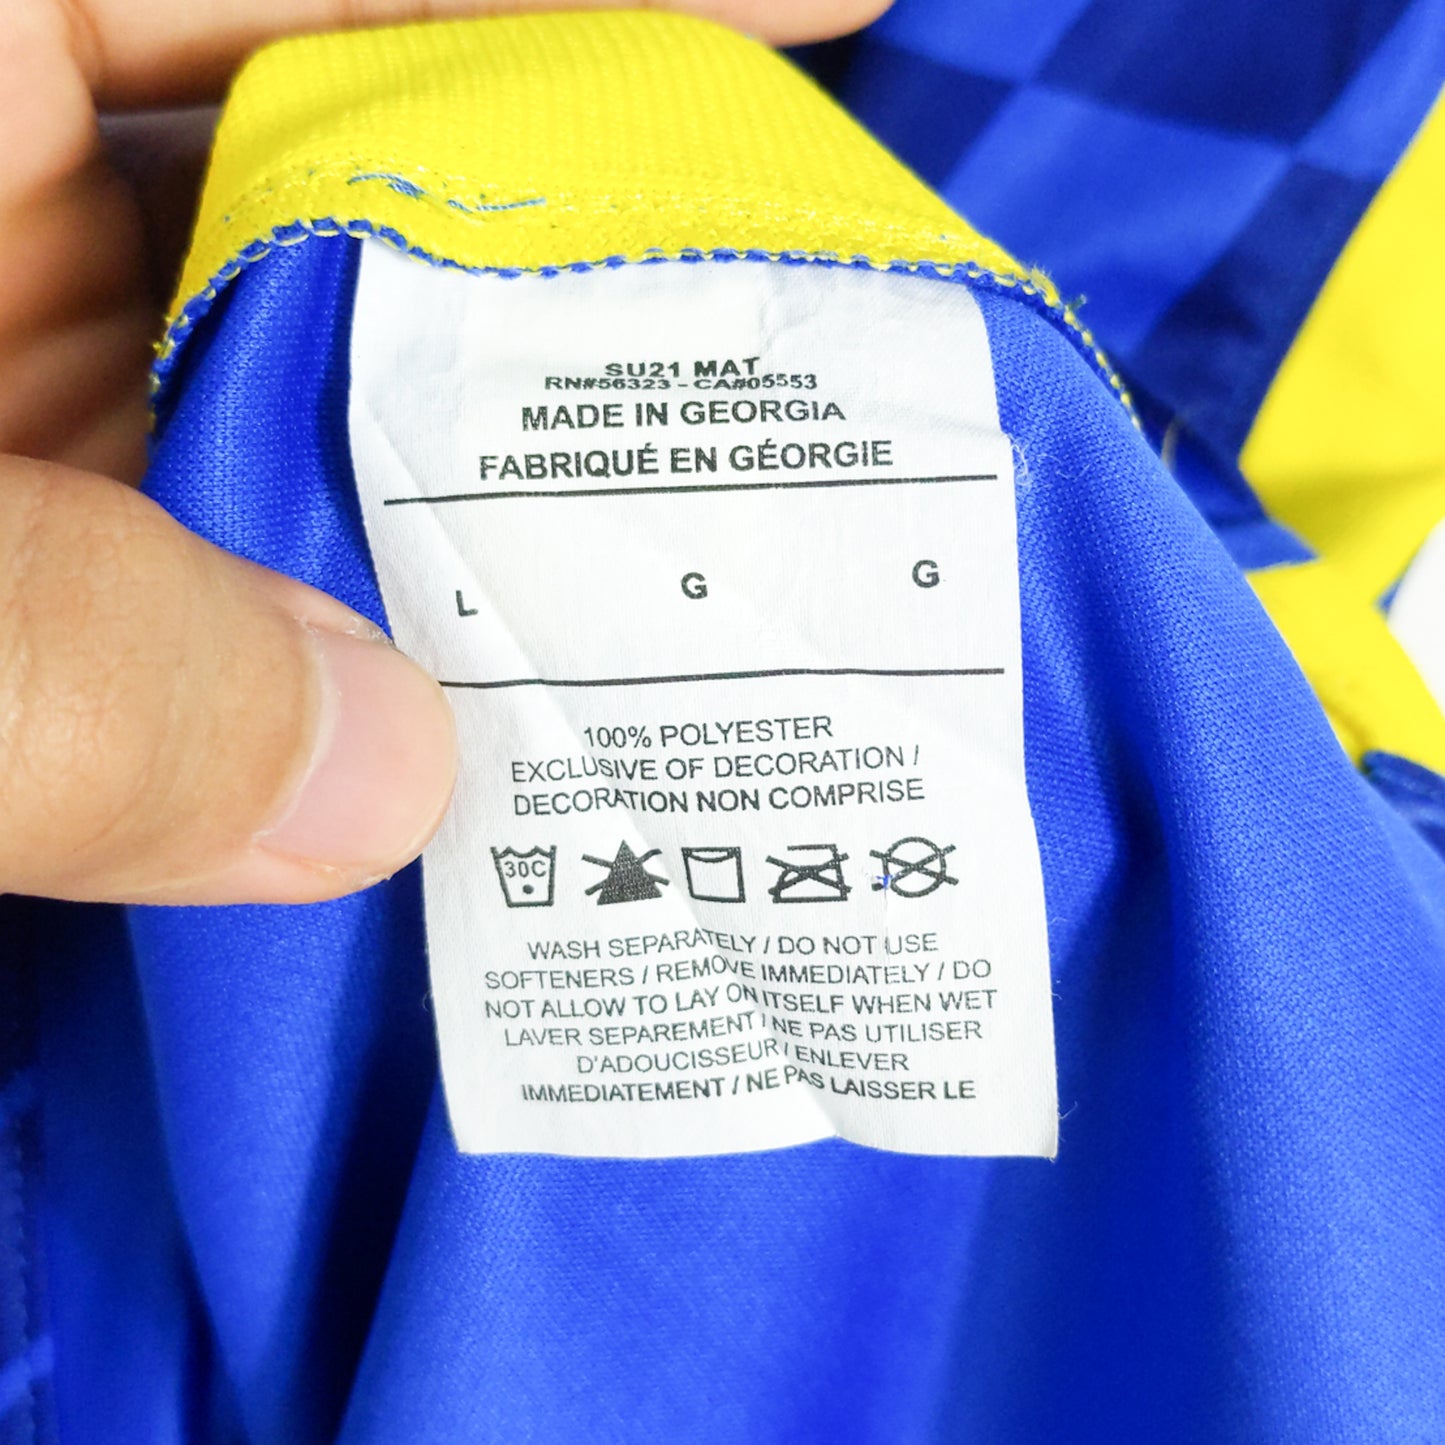 SU21 MAT
RN#56323 - CA#05553
MADE IN GEORGIA
FABRIQUÉ EN GÉORGIE
L G G
100% POLYESTER
EXCLUSIVE OF DECORATION /
DECORATION NON COMPRISE
30C
WASH SEPARATELY / DO NOT USE
SOFTENERS / REMOVE IMMEDIATELY / DO
NOT ALLOW TO LAY ON ITSELF WHEN WET
LAVER SEPAREMENT / NE PAS UTILISER
D'ADOUCISSEUR / ENLEVER
IMMEDIATEMENT / NE PAS LAISSER LE